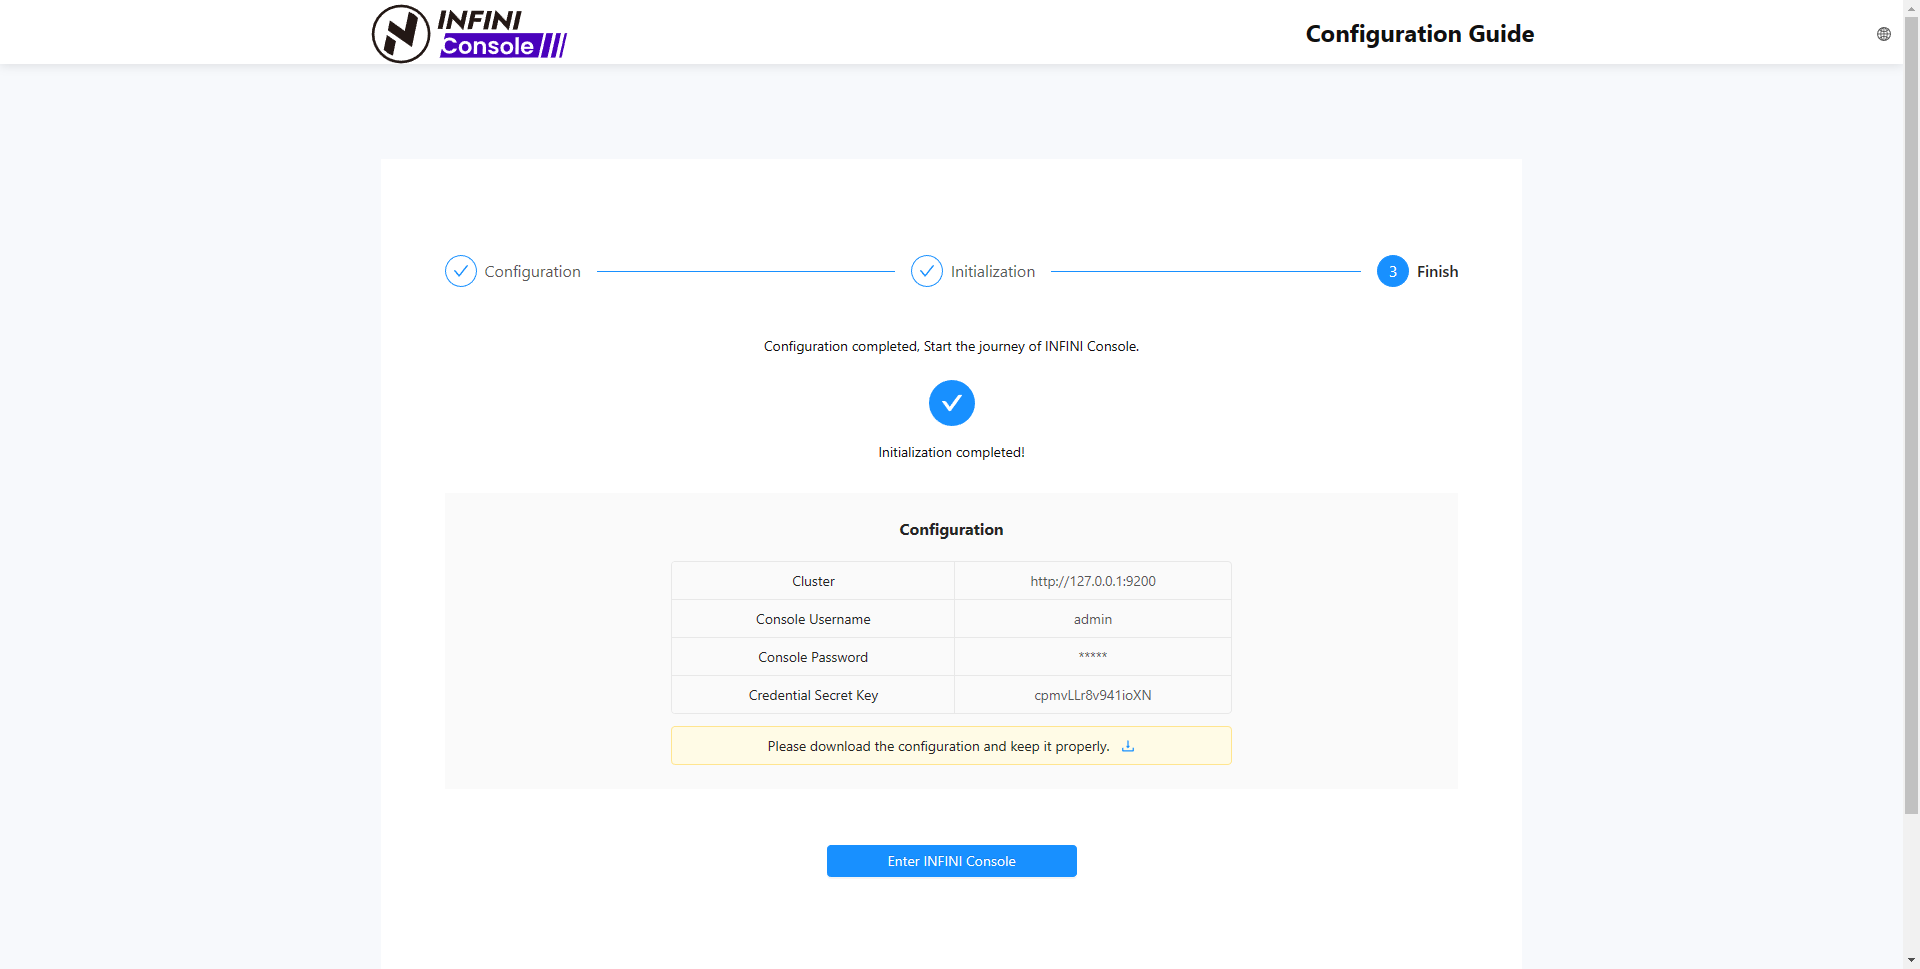 INFINI
Console
Configuration Guide
Configuration
Initialization
3 Finish
Configuration completed, Start the journey of INFINI Console.
Initialization completed!
Configuration
Cluster http://127.0.0.1:9200
Console Username admin
Console Password *****
Credential Secret Key cpmvLLr8v941ioXN
Please download the configuration and keep it properly.
Enter INFINI Console